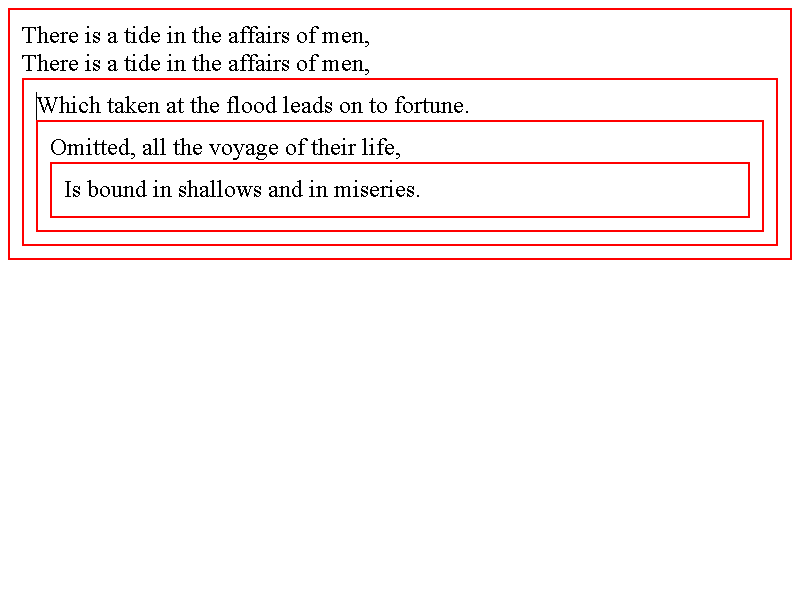 There is a tide in the affairs of men,
There is a tide in the affairs of men,
Which taken at the flood leads on to fortune.
Omitted, all the voyage of their life,
Is bound in shallows and in miseries.